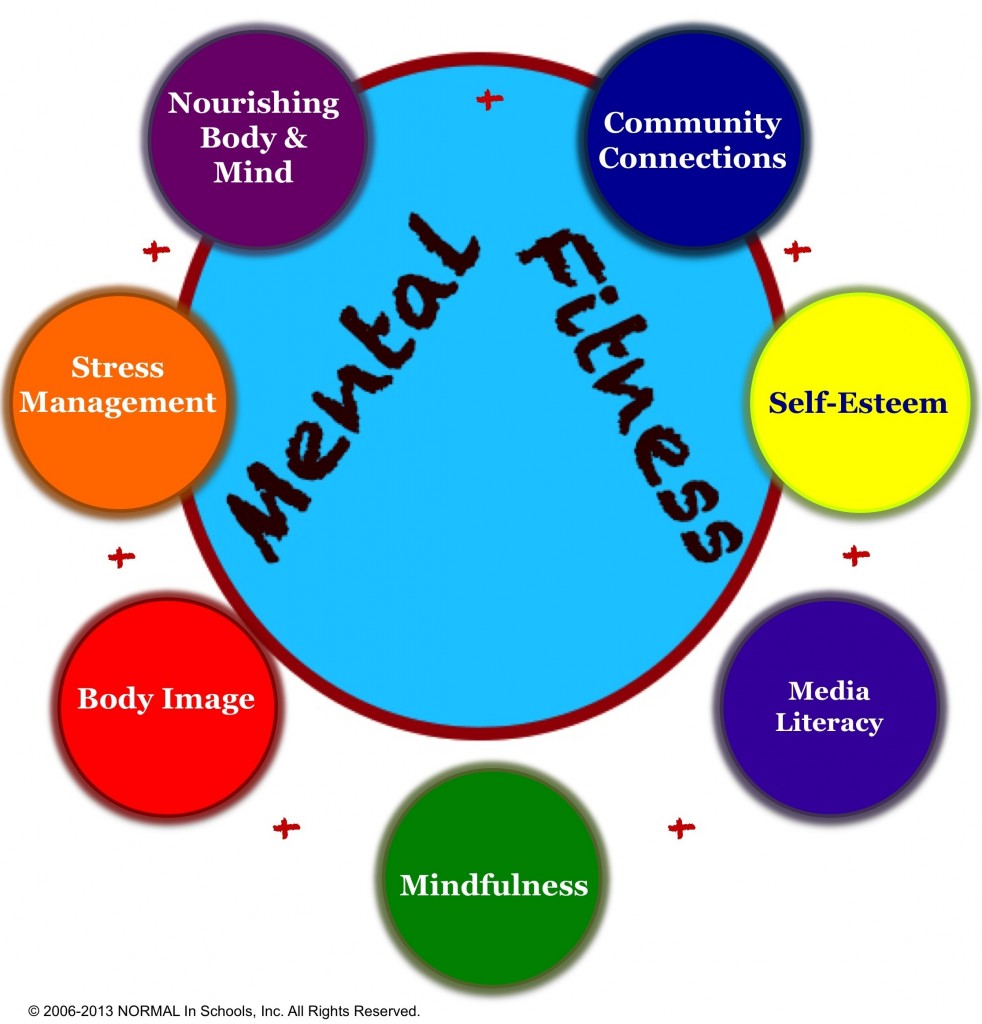 Nourishing
Body &
Mind
Community
Connections
Mental
Fitness
Stress
Management
Self-Esteem
Body Image
Media
Literacy
Mindfulness
© 2006-2013 NORMAL In Schools, Inc. All Rights Reserved.